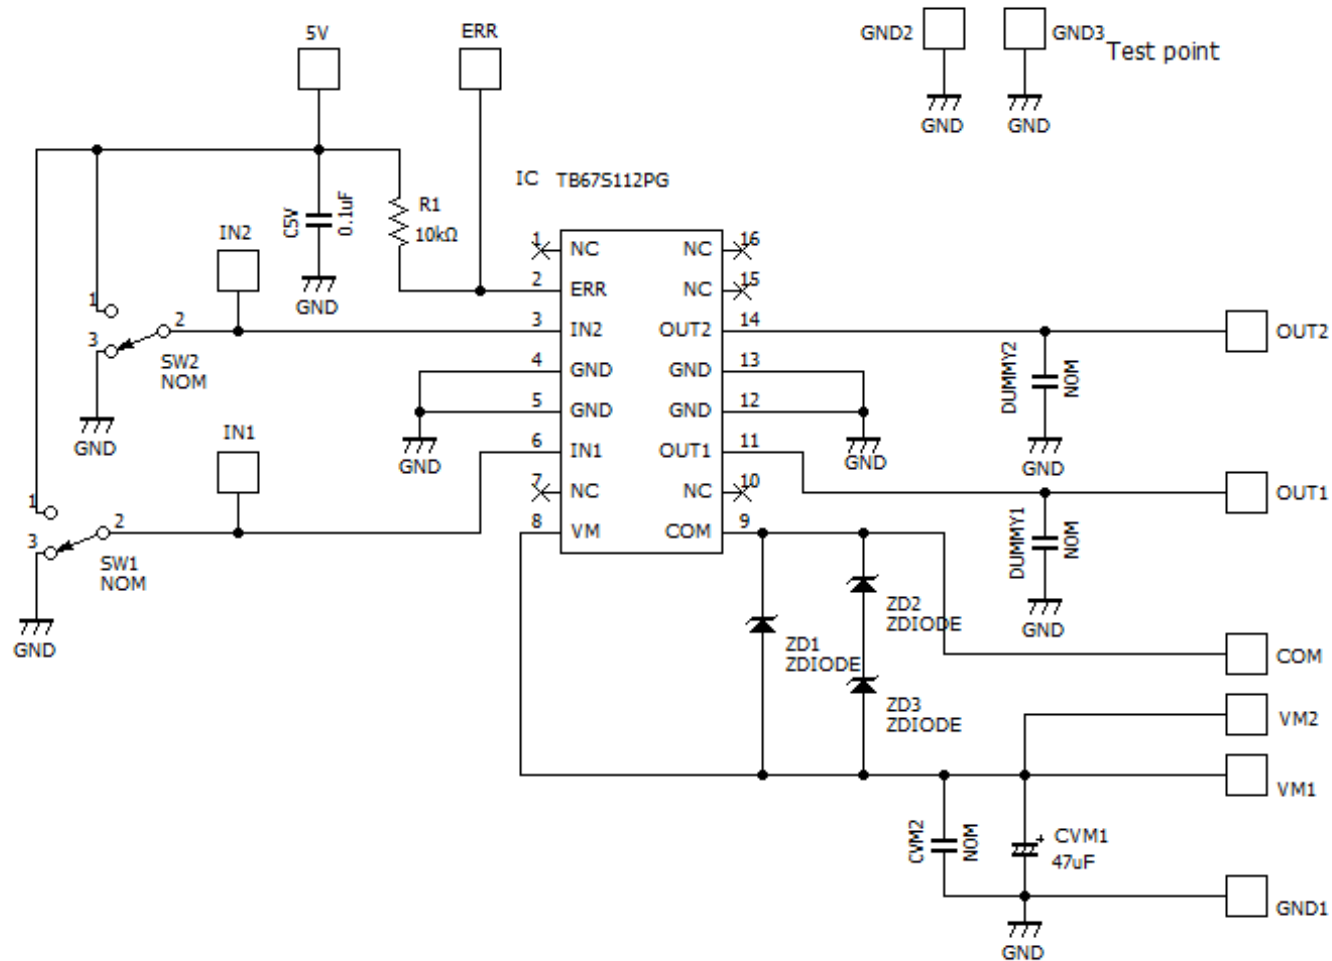 5V
ERR
GND2
GND3
Test point
GND
GND
IC TB67S112PG
C5V
0.1uF
R1
10kΩ
IN2
GND
1
2
3
SW2
NOM
GND
IN1
1
2
3
SW1
NOM
GND
GND
1 NC NC 16
2 ERR NC 15
3 IN2 OUT2 14
4 GND GND 13
5 GND GND 12
6 IN1 OUT1 11
7 NC NC 10
8 VM COM 9
GND
DUMMY2
NOM
GND
OUT2
DUMMY1
NOM
GND
OUT1
ZD1
ZDIODE
ZD2
ZDIODE
ZD3
ZDIODE
COM
VM2
VM1
CVM2
NOM
+
CVM1
47uF
GND1
GND